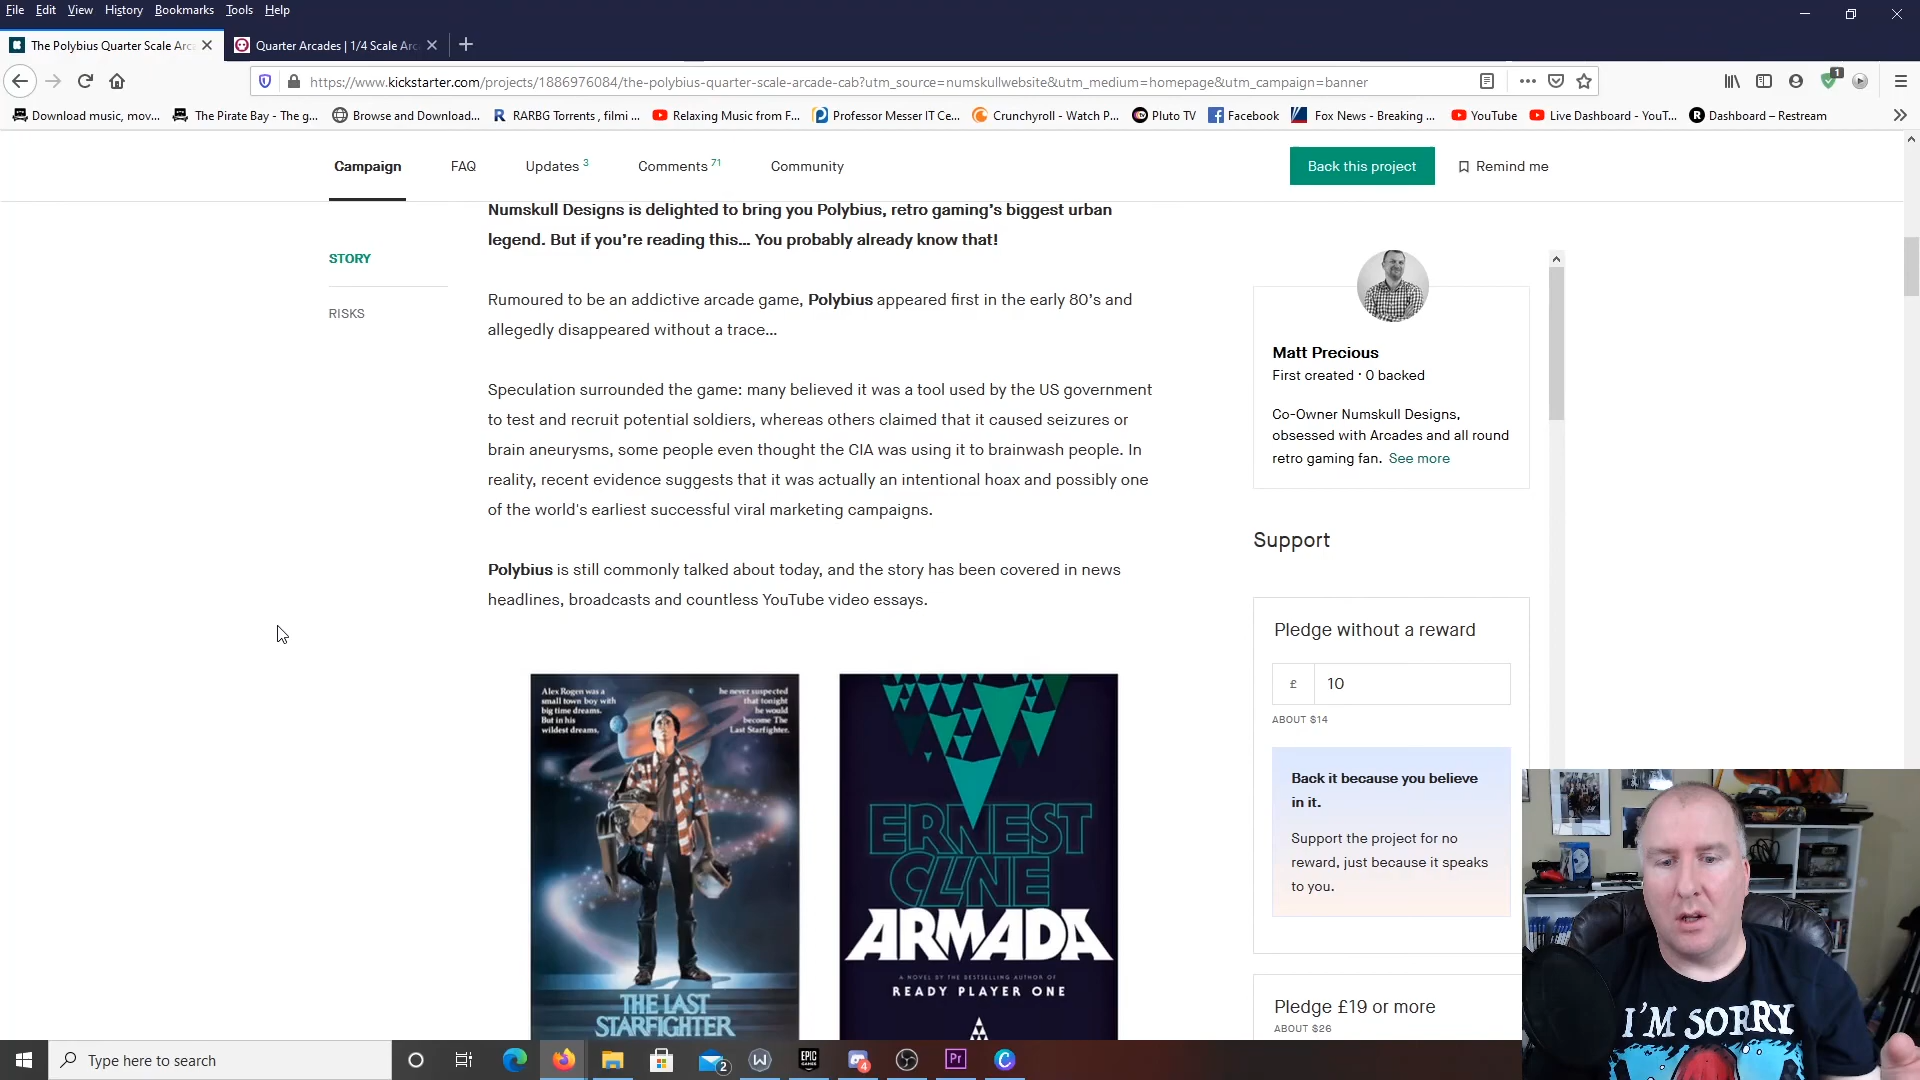 File Edit View History Bookmarks Tools Help
The Polybius Quarter Scale Arc
Quarter Arcades | 1/4 Scale Arc
https://www.kickstarter.com/projects/1886976084/the-polybius-quarter-scale-arcade-cab?utm_source=numskullwebsite&utm_medium=homepage&utm_campaign=banner
1
Download music, mov... The Pirate Bay - The g... Browse and Download... RARBG Torrents , filmi ... Relaxing Music from F... Professor Messer IT Ce... Crunchyroll - Watch P... Pluto TV Facebook Fox News - Breaking ... YouTube Live Dashboard - YouT... Dashboard – Restream
Campaign FAQ Updates 3 Comments 71 Community Back this project Remind me
STORY
RISKS
Numskull Designs is delighted to bring you Polybius, retro gaming's biggest urban
legend. But if you're reading this... You probably already know that!
Rumoured to be an addictive arcade game, Polybius appeared first in the early 80's and
allegedly disappeared without a trace...
Speculation surrounded the game: many believed it was a tool used by the US government
to test and recruit potential soldiers, whereas others claimed that it caused seizures or
brain aneurysms, some people even thought the CIA was using it to brainwash people. In
reality, recent evidence suggests that it was actually an intentional hoax and possibly one
of the world's earliest successful viral marketing campaigns.
Polybius is still commonly talked about today, and the story has been covered in news
headlines, broadcasts and countless YouTube video essays.
Alex Rogen was a
small town boy with
big time dreams.
But in his
wildest dreams.
he never suspected
that tonight
he would
become The
Last Starfighter.
THE LAST
STARFIGHTER
ERNEST
CLINE
ARMADA
A NOVEL BY THE BESTSELLING AUTHOR OF
READY PLAYER ONE
Matt Precious
First created · 0 backed
Co-Owner Numskull Designs,
obsessed with Arcades and all round
retro gaming fan. See more
Support
Pledge without a reward
£ 10
ABOUT $14
Back it because you believe
in it.
Support the project for no
reward, just because it speaks
to you.
Pledge £19 or more
ABOUT $26
I'M SORRY
Type here to search
2
EPIC GAMES
4
Pr